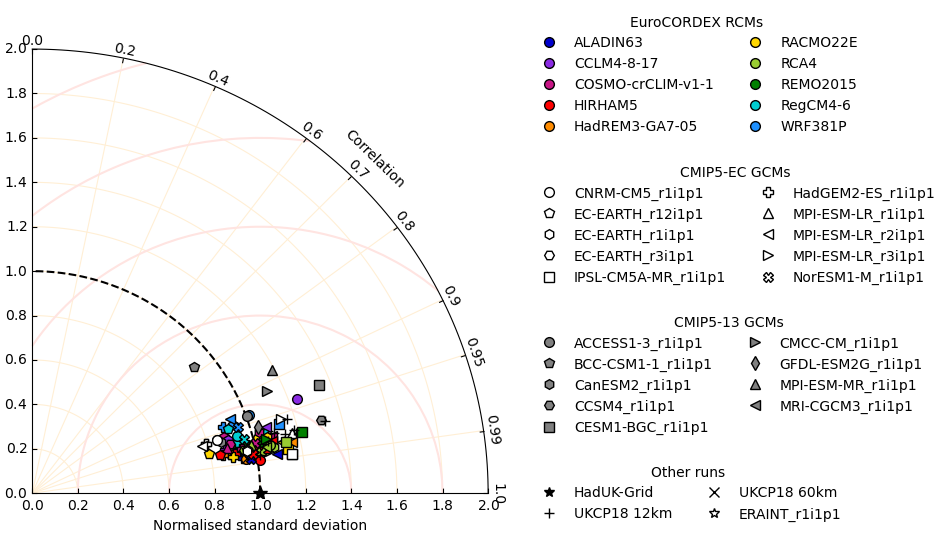 0.0
0.2
0.4
0.6
Correlation
0.7
0.8
0.9
0.95
0.99
1.0
2.0
1.8
1.6
1.4
1.2
1.0
0.8
0.6
0.4
0.2
0.0
0.0 0.2 0.4 0.6 0.8 1.0 1.2 1.4 1.6 1.8 2.0
Normalised standard deviation
EuroCORDEX RCMs
ALADIN63 RACMO22E
CCLM4-8-17 RCA4
COSMO-crCLIM-v1-1 REMO2015
HIRHAM5 RegCM4-6
HadREM3-GA7-05 WRF381P
CMIP5-EC GCMs
CNRM-CM5_r1i1p1 HadGEM2-ES_r1i1p1
EC-EARTH_r12i1p1 MPI-ESM-LR_r1i1p1
EC-EARTH_r1i1p1 MPI-ESM-LR_r2i1p1
EC-EARTH_r3i1p1 MPI-ESM-LR_r3i1p1
IPSL-CM5A-MR_r1i1p1 NorESM1-M_r1i1p1
CMIP5-13 GCMs
ACCESS1-3_r1i1p1 CMCC-CM_r1i1p1
BCC-CSM1-1_r1i1p1 GFDL-ESM2G_r1i1p1
CanESM2_r1i1p1 MPI-ESM-MR_r1i1p1
CCSM4_r1i1p1 MRI-CGCM3_r1i1p1
CESM1-BGC_r1i1p1
Other runs
HadUK-Grid UKCP18 60km
UKCP18 12km ERAINT_r1i1p1